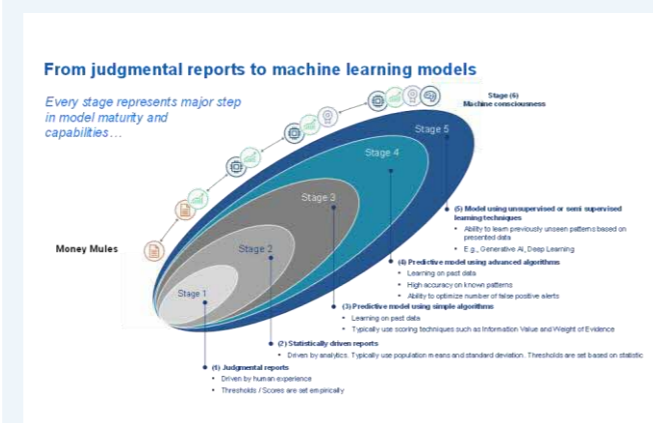 From judgmental reports to machine learning models
Every stage represents major step
in model maturity and
capabilities...
Stage (6)
Machine consciousness
Stage 5
Stage 4
Stage 3
Stage 2
Stage 1
Money Mules
(5) Model using unsupervised or semi supervised
learning techniques
• Ability to learn previously unseen patterns based on
presented data
• E.g., Generative AI, Deep Learning
(4) Predictive model using advanced algorithms
• Learning on past data
• High accuracy on known patterns
• Ability to optimize number of false positive alerts
(3) Predictive model using simple algorithms
• Learning on past data
• Typically use scoring techniques such as Information Value and Weight of Evidence
(2) Statistically driven reports
• Driven by analytics. Typically use population means and standard deviation. Thresholds are set based on statistic
(1) Judgmental reports
• Driven by human experience
• Thresholds / Scores are set empirically